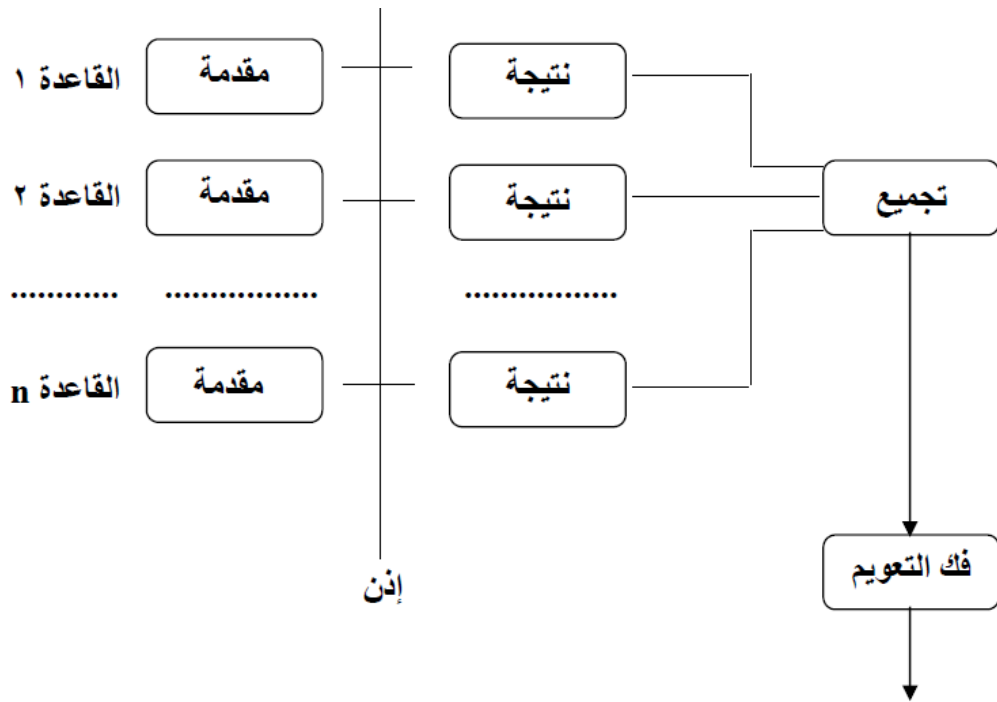 القاعدة ١ مقدمة نتيجة
القاعدة ٢ مقدمة نتيجة تجميع
............ ................. .................
القاعدة n مقدمة نتيجة
فك التعويم
إذن